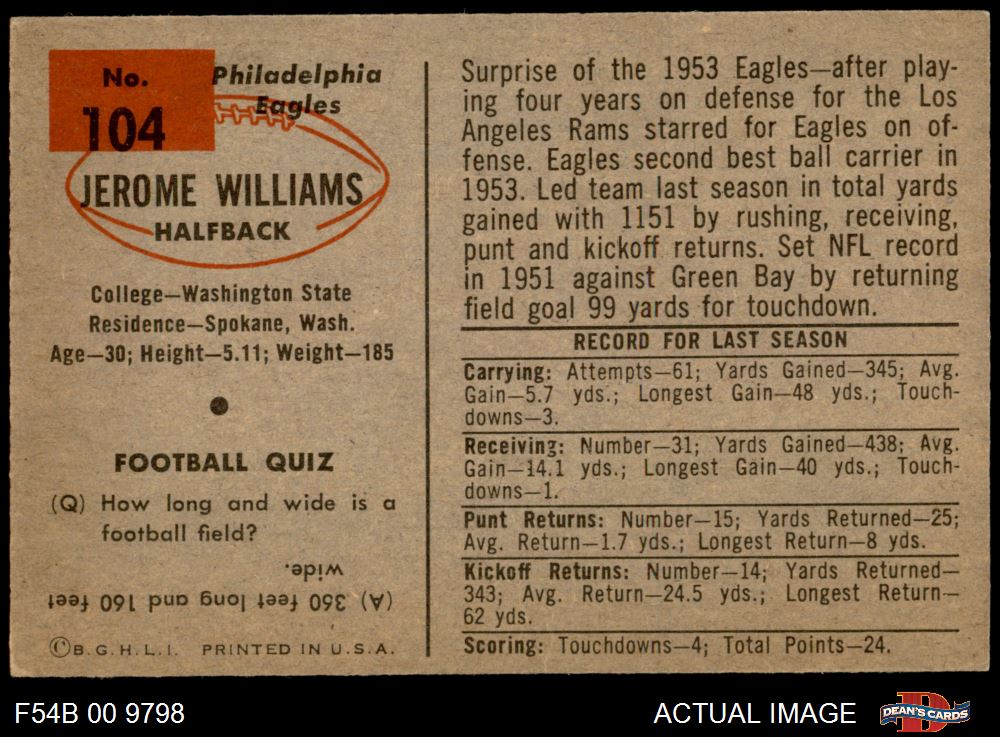 No.
104
Philadelphia
Eagles
JEROME WILLIAMS
HALFBACK
College—Washington State
Residence—Spokane, Wash.
Age—30; Height—5.11; Weight—185
FOOTBALL QUIZ
(Q) How long and wide is a
football field?
(A) 360 feet long and 160 feet
wide.
©B.G.H.L.I. PRINTED IN U.S.A.
Surprise of the 1953 Eagles—after play-
ing four years on defense for the Los
Angeles Rams starred for Eagles on of-
fense. Eagles second best ball carrier in
1953. Led team last season in total yards
gained with 1151 by rushing, receiving,
punt and kickoff returns. Set NFL record
in 1951 against Green Bay by returning
field goal 99 yards for touchdown.
RECORD FOR LAST SEASON
Carrying: Attempts—61; Yards Gained—345; Avg.
Gain—5.7 yds.; Longest Gain—48 yds.; Touch-
downs—3.
Receiving: Number—31; Yards Gained—438; Avg.
Gain—14.1 yds.; Longest Gain—40 yds.; Touch-
downs—1.
Punt Returns: Number—15; Yards Returned—25;
Avg. Return—1.7 yds.; Longest Return—8 yds.
Kickoff Returns: Number—14; Yards Returned—
343; Avg. Return—24.5 yds.; Longest Return—
62 yds.
Scoring: Touchdowns—4; Total Points—24.
F54B 00 9798
ACTUAL IMAGE
DEAN'S CARDS